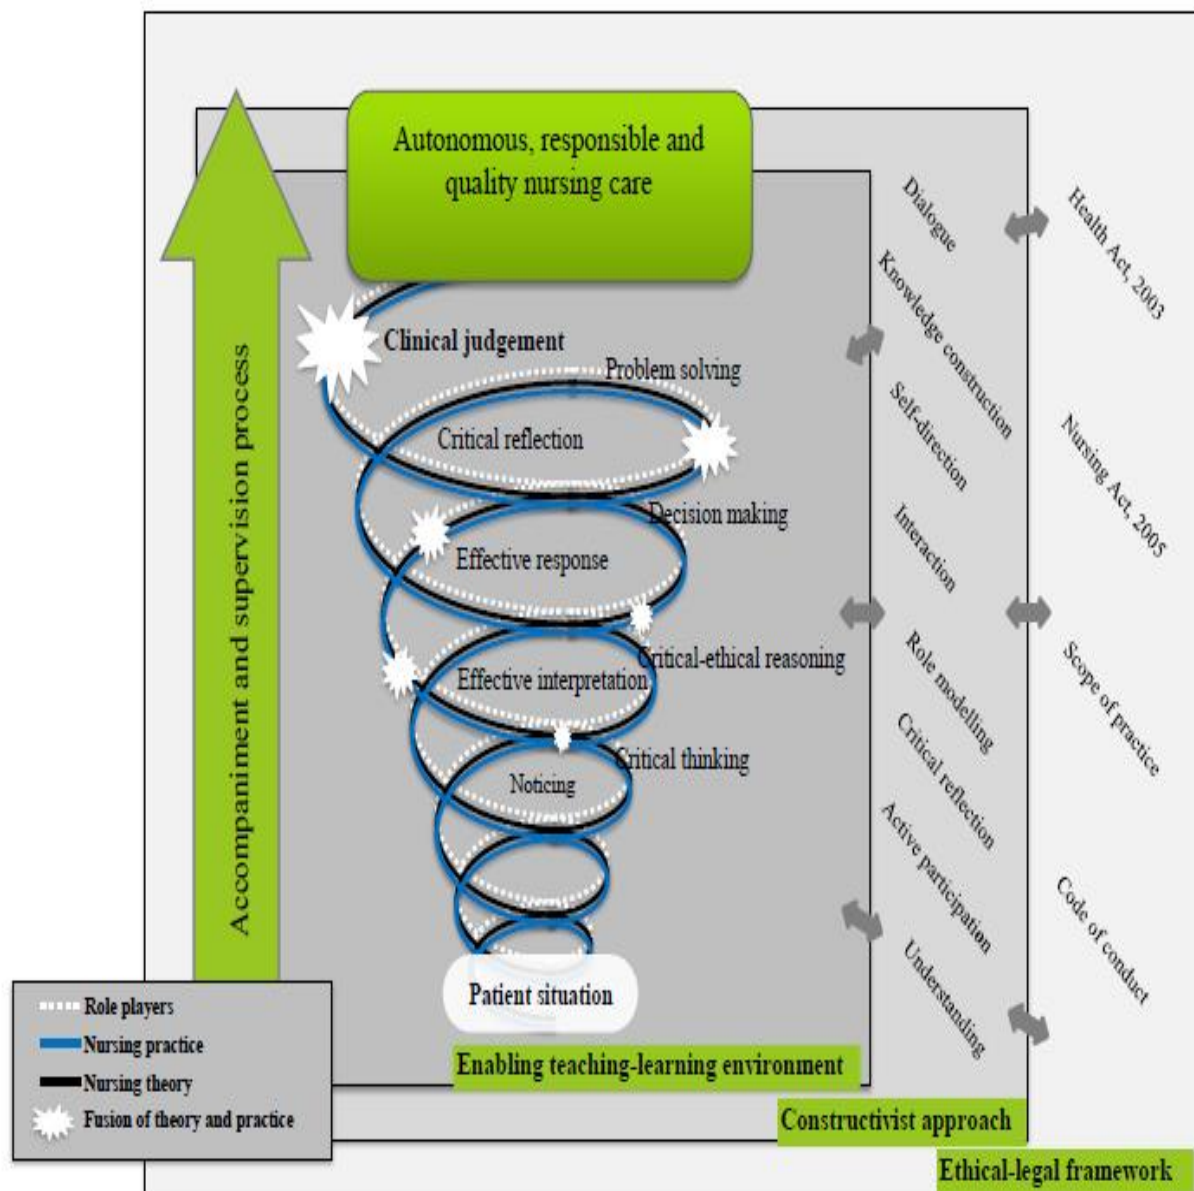 Autonomous, responsible and
quality nursing care
Accompaniment and supervision process
Clinical judgement
Problem solving
Critical reflection
Decision making
Effective response
Critical-ethical reasoning
Effective interpretation
Critical thinking
Noticing
Patient situation
Dialogue
Knowledge construction
Self-direction
Interaction
Role modelling
Critical reflection
Active participation
Understanding
Health Act, 2003
Nursing Act, 2005
Scope of practice
Code of conduct
Role players
Nursing practice
Nursing theory
Fusion of theory and practice
Enabling teaching-learning environment
Constructivist approach
Ethical-legal framework